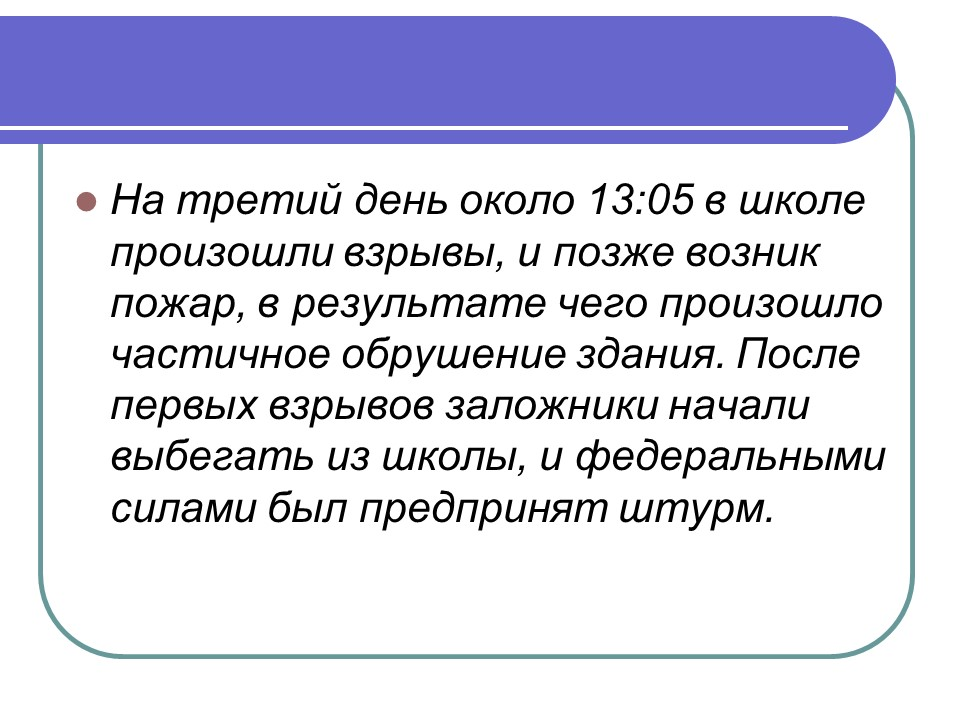 На третий день около 13:05 в школе
произошли взрывы, и позже возник
пожар, в результате чего произошло
частичное обрушение здания. После
первых взрывов заложники начали
выбегать из школы, и федеральными
силами был предпринят штурм.